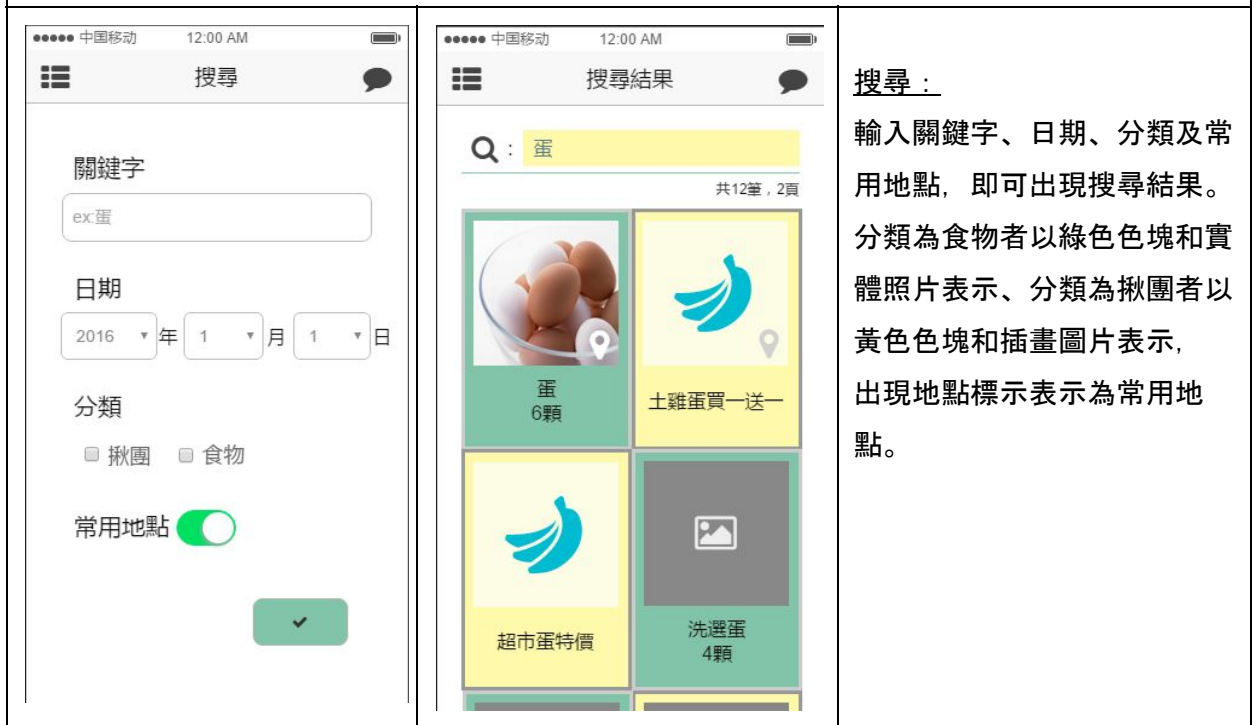 中国移动 12:00 AM
搜尋
關鍵字
ex:蛋
日期
2016 年 1 月 1 日
分類
揪團 食物
常用地點
中国移动 12:00 AM
搜尋結果
: 蛋
共12筆，2頁
蛋
6顆
土雞蛋買一送一
超市蛋特價
洗選蛋
4顆
搜尋：
輸入關鍵字、日期、分類及常
用地點，即可出現搜尋結果。
分類為食物者以綠色色塊和實
體照片表示、分類為揪團者以
黃色色塊和插畫圖片表示，
出現地點標示表示為常用地
點。